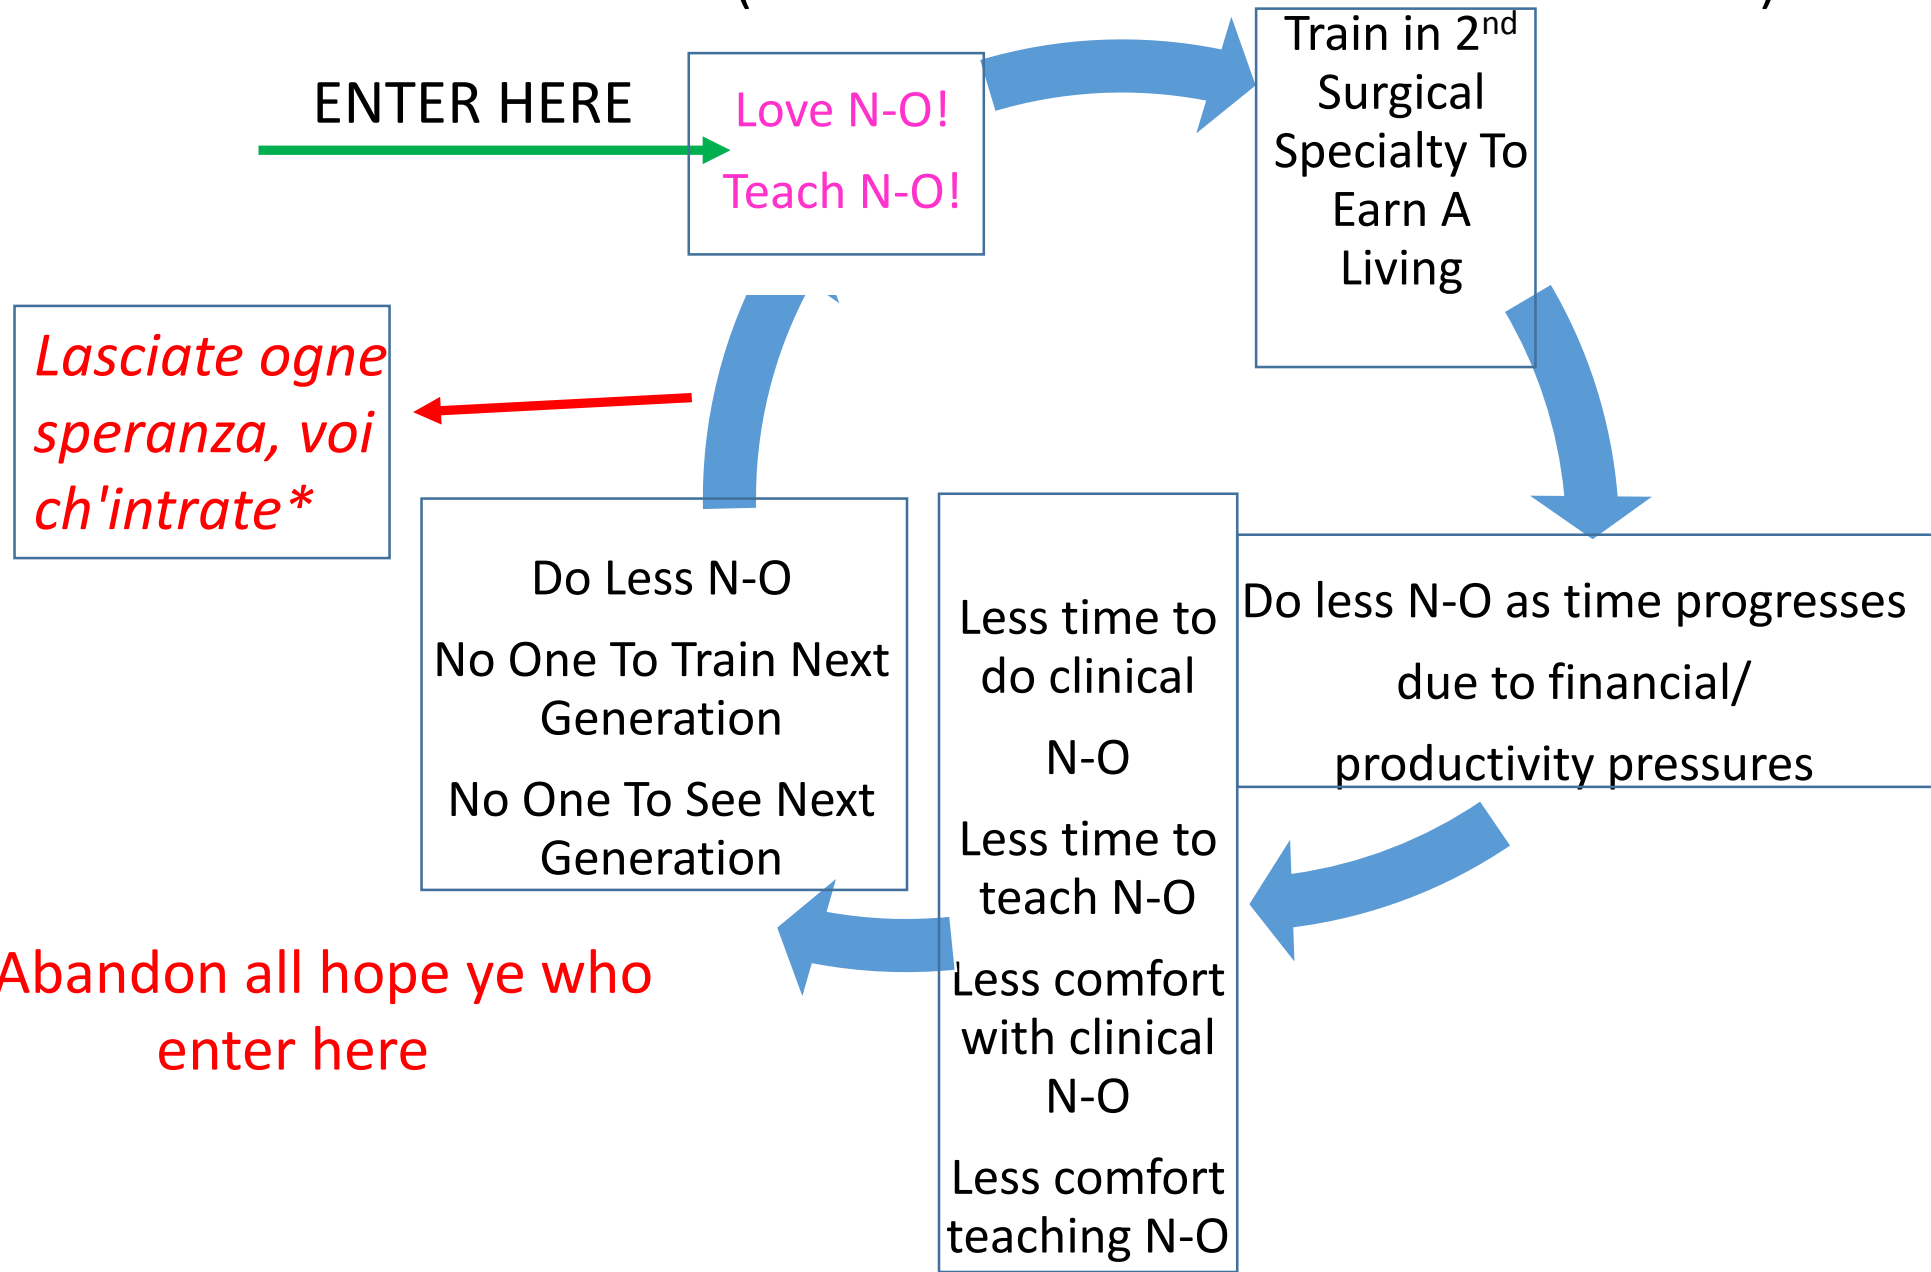 ENTER HERE
Love N-O!
Teach N-O!
Train in 2nd
Surgical
Specialty To
Earn A
Living
Do less N-O as time progresses
due to financial/
productivity pressures
Less time to
do clinical
N-O
Less time to
teach N-O
Less comfort
with clinical
N-O
Less comfort
teaching N-O
Do Less N-O
No One To Train Next
Generation
No One To See Next
Generation
Lasciate ogne
speranza, voi
ch'intrate*
Abandon all hope ye who
enter here